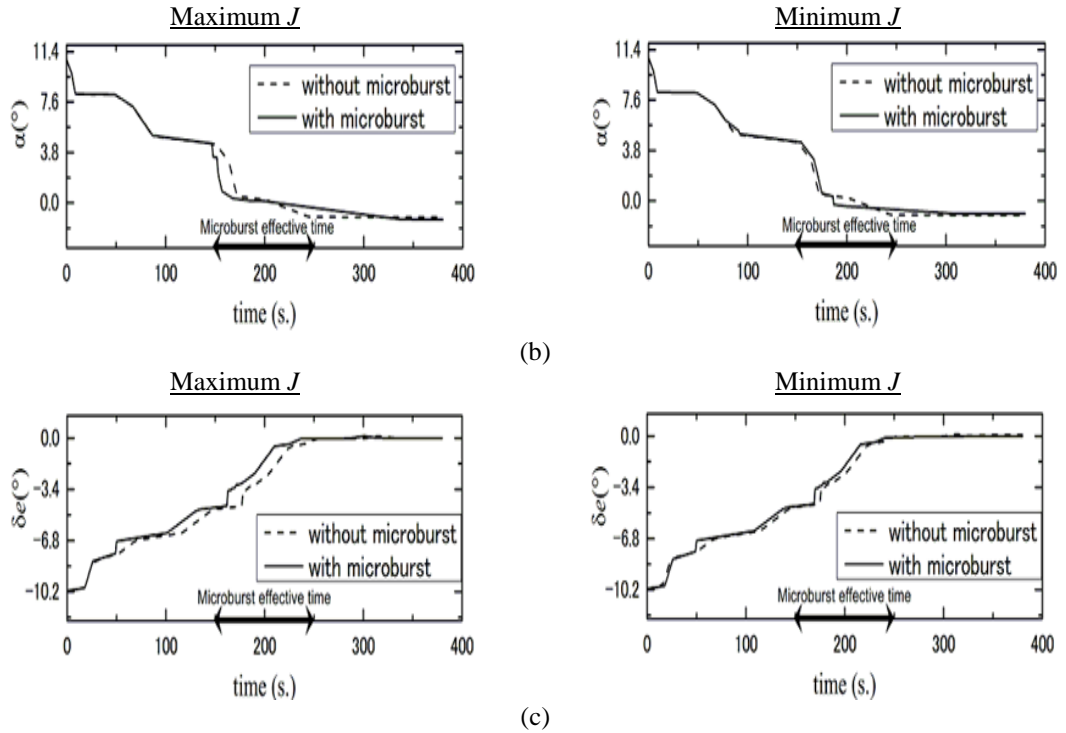 Maximum J
Minimum J
11.4
7.6
3.8
0.0
α(°)
without microburst
with microburst
Microburst effective time
0 100 200 300 400
time (s.)
11.4
7.6
3.8
0.0
α(°)
without microburst
with microburst
Microburst effective time
0 100 200 300 400
time (s.)
(b)
Maximum J
Minimum J
0.0
−3.4
−6.8
−10.2
δe(°)
without microburst
with microburst
Microburst effective time
0 100 200 300 400
time (s.)
0.0
−3.4
−6.8
−10.2
δe(°)
without microburst
with microburst
Microburst effective time
0 100 200 300 400
time (s.)
(c)